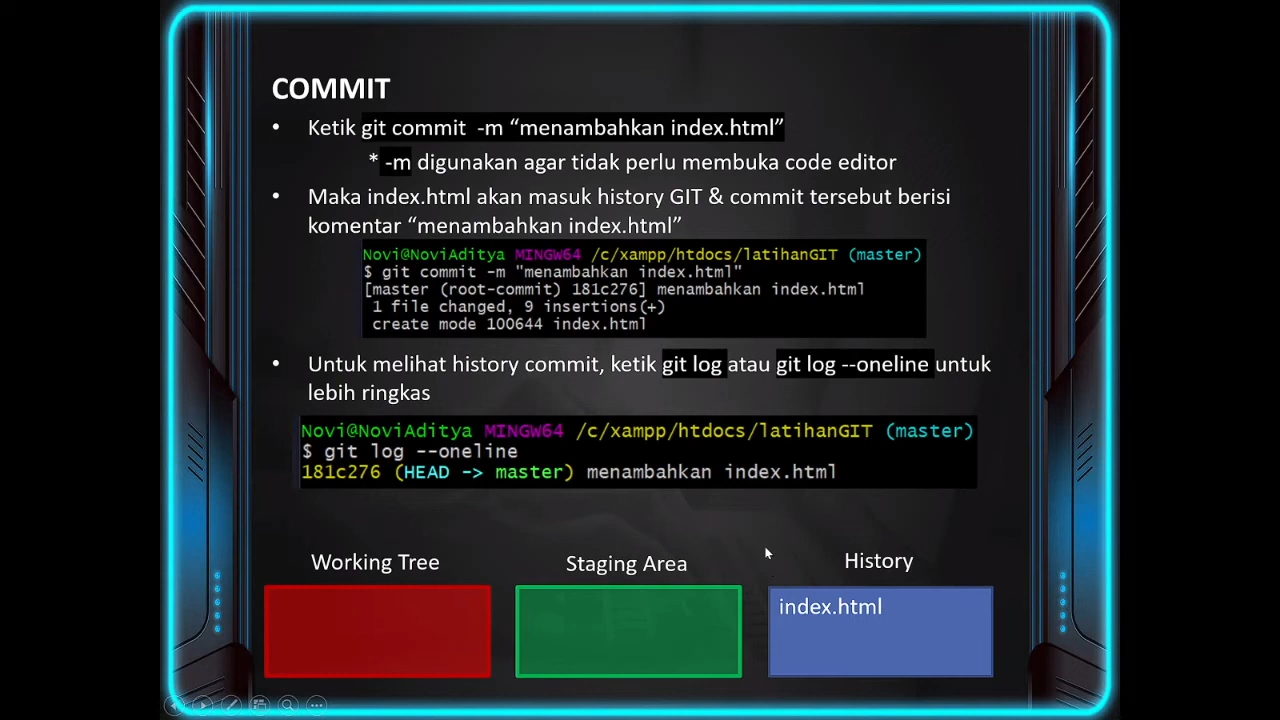 COMMIT
• Ketik git commit -m “menambahkan index.html”
* -m digunakan agar tidak perlu membuka code editor
• Maka index.html akan masuk history GIT & commit tersebut berisi
komentar “menambahkan index.html”
Novi@NoviAditya MINGW64 /c/xampp/htdocs/latihanGIT (master)
$ git commit -m "menambahkan index.html"
[master (root-commit) 181c276] menambahkan index.html
1 file changed, 9 insertions(+)
create mode 100644 index.html
• Untuk melihat history commit, ketik git log atau git log --oneline untuk
lebih ringkas
Novi@NoviAditya MINGW64 /c/xampp/htdocs/latihanGIT (master)
$ git log --oneline
181c276 (HEAD -> master) menambahkan index.html
Working Tree
Staging Area
History
index.html